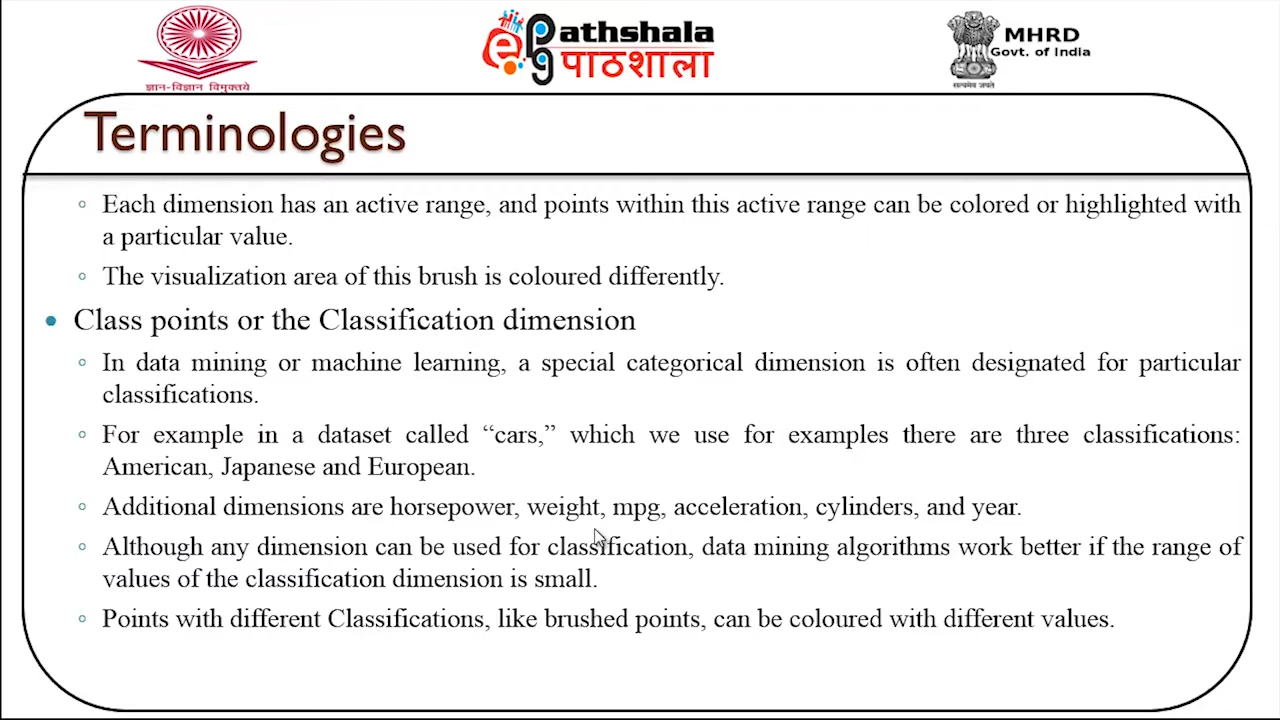 ज्ञान-विज्ञान विमुक्तये
e Pg Pathshala
पाठशाला
MHRD
Govt. of India
सत्यमेव जयते
Terminologies
Each dimension has an active range, and points within this active range can be colored or highlighted with
a particular value.
The visualization area of this brush is coloured differently.
Class points or the Classification dimension
In data mining or machine learning, a special categorical dimension is often designated for particular
classifications.
For example in a dataset called “cars,” which we use for examples there are three classifications:
American, Japanese and European.
Additional dimensions are horsepower, weight, mpg, acceleration, cylinders, and year.
Although any dimension can be used for classification, data mining algorithms work better if the range of
values of the classification dimension is small.
Points with different Classifications, like brushed points, can be coloured with different values.